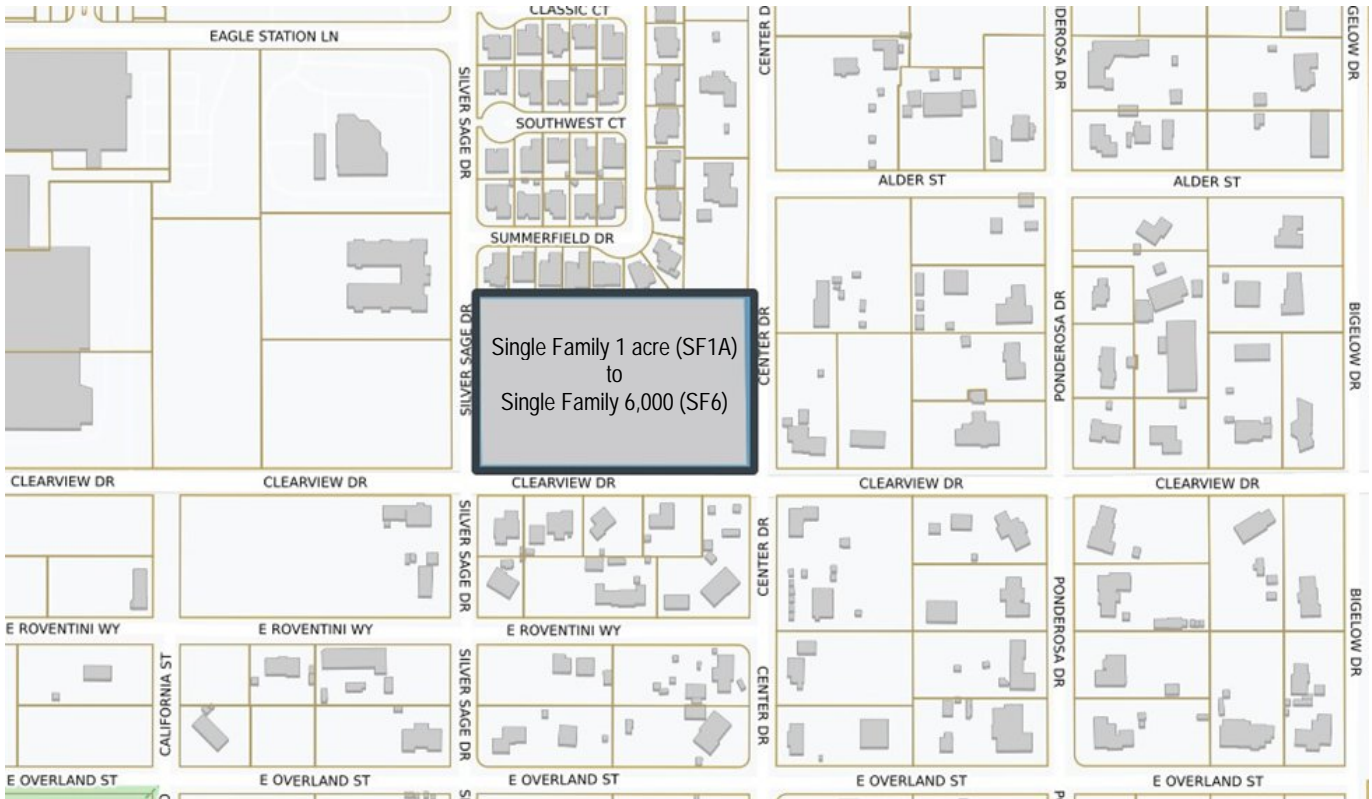 CLASSIC CT
EAGLE STATION LN
CENTER D
DEROSA DR
GELOW DR
SILVER SAGE DR
SOUTHWEST CT
ALDER ST
ALDER ST
SUMMERFIELD DR
SILVER SAGE DR
Single Family 1 acre (SF1A)
to
Single Family 6,000 (SF6)
CENTER DR
PONDEROSA DR
BIGELOW DR
CLEARVIEW DR
CLEARVIEW DR
CLEARVIEW DR
CLEARVIEW DR
CLEARVIEW DR
SILVER SAGE DR
CENTER DR
PONDEROSA DR
BIGELOW DR
E ROVENTINI WY
E ROVENTINI WY
E ROVENTINI WY
CALIFORNIA ST
SILVER SAGE DR
CENTER DR
E OVERLAND ST
E OVERLAND ST
E OVERLAND ST
E OVERLAND ST
E OVERLAND ST